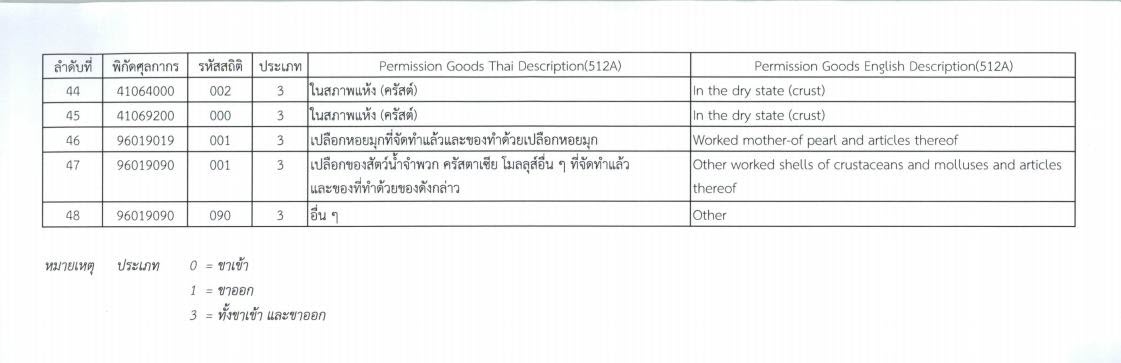 ลำดับที่ พิกัดศุลกากร รหัสสถิติ ประเภท Permission Goods Thai Description(512A) Permission Goods English Description(512A)
44 41064000 002 3 ในสภาพแห้ง (ครัสต์) In the dry state (crust)
45 41069200 000 3 ในสภาพแห้ง (ครัสต์) In the dry state (crust)
46 96019019 001 3 เปลือกหอยมุกที่จัดทำแล้วและของทำด้วยเปลือกหอยมุก Worked mother-of pearl and articles thereof
47 96019090 001 3 เปลือกของสัตว์น้ำจำพวก ครัสตาเซีย โมลลุส์อื่น ๆ ที่จัดทำแล้ว Other worked shells of crustaceans and molluses and articles
และของที่ทำด้วยของดังกล่าว thereof
48 96019090 090 3 อื่น ๆ Other
หมายเหตุ ประเภท 0 = ขาเข้า
1 = ขาออก
3 = ทั้งขาเข้า และขาออก